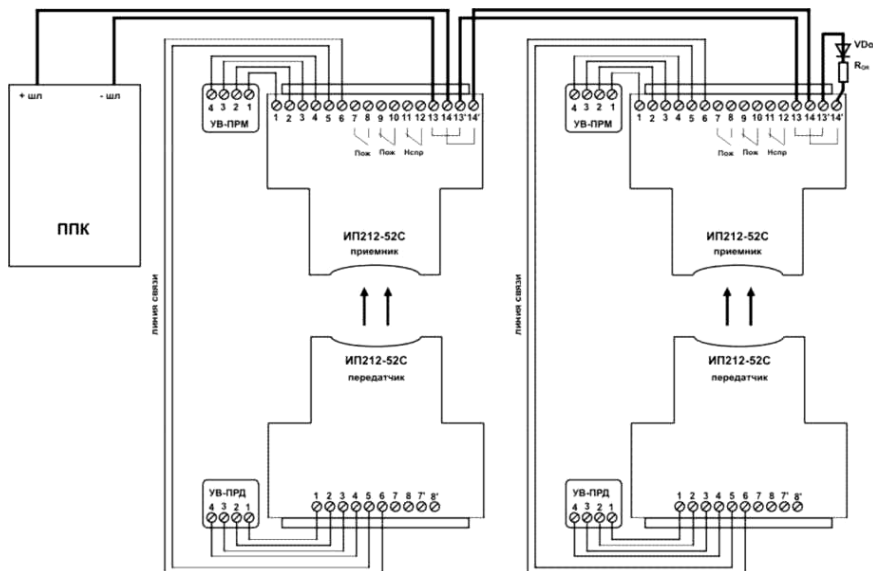 + шл - шл
ППК
4 3 2 1
УВ-ПРМ
1 2 3 4 5 6 7 8 9 10 11 12 13 14 13' 14'
Пож Пож Нспр
ИП212-52С
приемник
линия связи
ИП212-52С
передатчик
УВ-ПРД
4 3 2 1
1 2 3 4 5 6 7 8 7' 8'
4 3 2 1
УВ-ПРМ
1 2 3 4 5 6 7 8 9 10 11 12 13 14 13' 14'
Пож Пож Нспр
VDок
Rок
ИП212-52С
приемник
линия связи
ИП212-52С
передатчик
УВ-ПРД
4 3 2 1
1 2 3 4 5 6 7 8 7' 8'